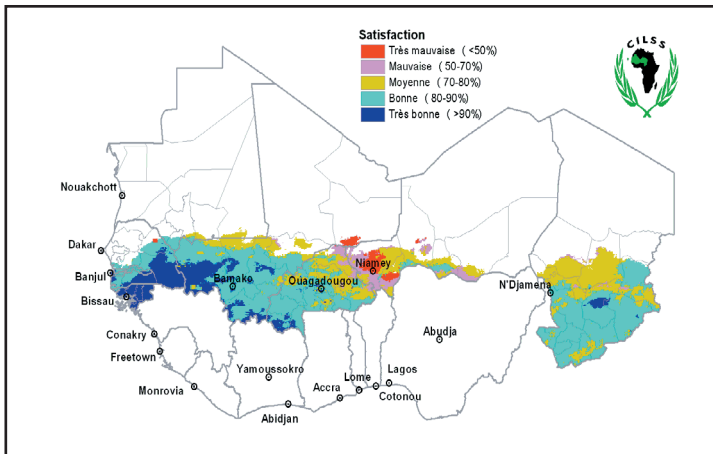 Satisfaction
Très mauvaise ( <50%)
Mauvaise ( 50-70%)
Moyenne ( 70-80%)
Bonne ( 80-90%)
Très bonne ( >90%)
CILSS
Nouakchott
Dakar
Banjul
Bissau
Bamako
Ouagadougou
Niamey
N'Djamena
Conakry
Freetown
Monrovia
Yamoussokro
Abidjan
Accra
Lome
Cotonou
Lagos
Abudja